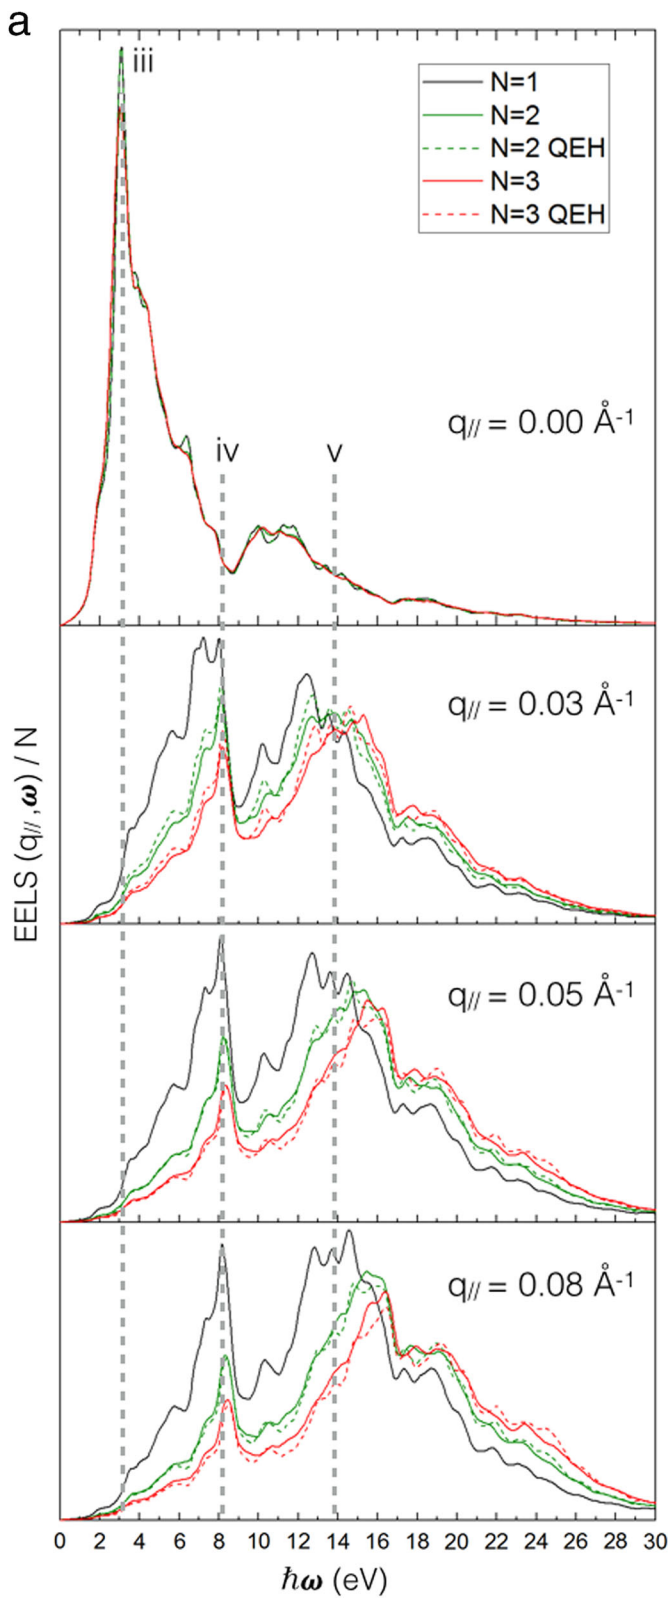 a
iii
N=1
N=2
N=2 QEH
N=3
N=3 QEH
q// = 0.00 Å-1
iv
v
q// = 0.03 Å-1
EELS (q//,ω) / N
q// = 0.05 Å-1
q// = 0.08 Å-1
0 2 4 6 8 10 12 14 16 18 20 22 24 26 28 30
ℏω (eV)